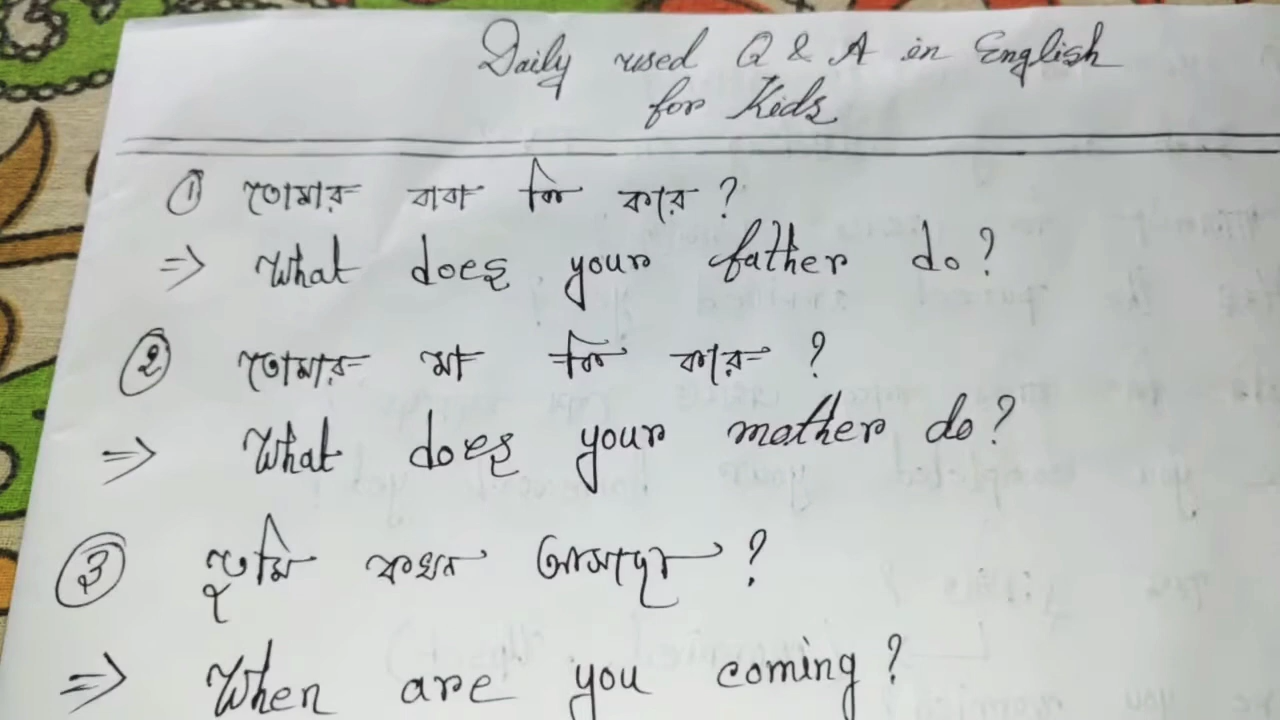 Daily used Q & A in English
for Kids
① তোমার বাবা কি করে ?
⇒ What does your father do ?
② তোমার মা কি করে ?
⇒ What does your mother do ?
③ তুমি কখন আসছো ?
⇒ When are you coming ?